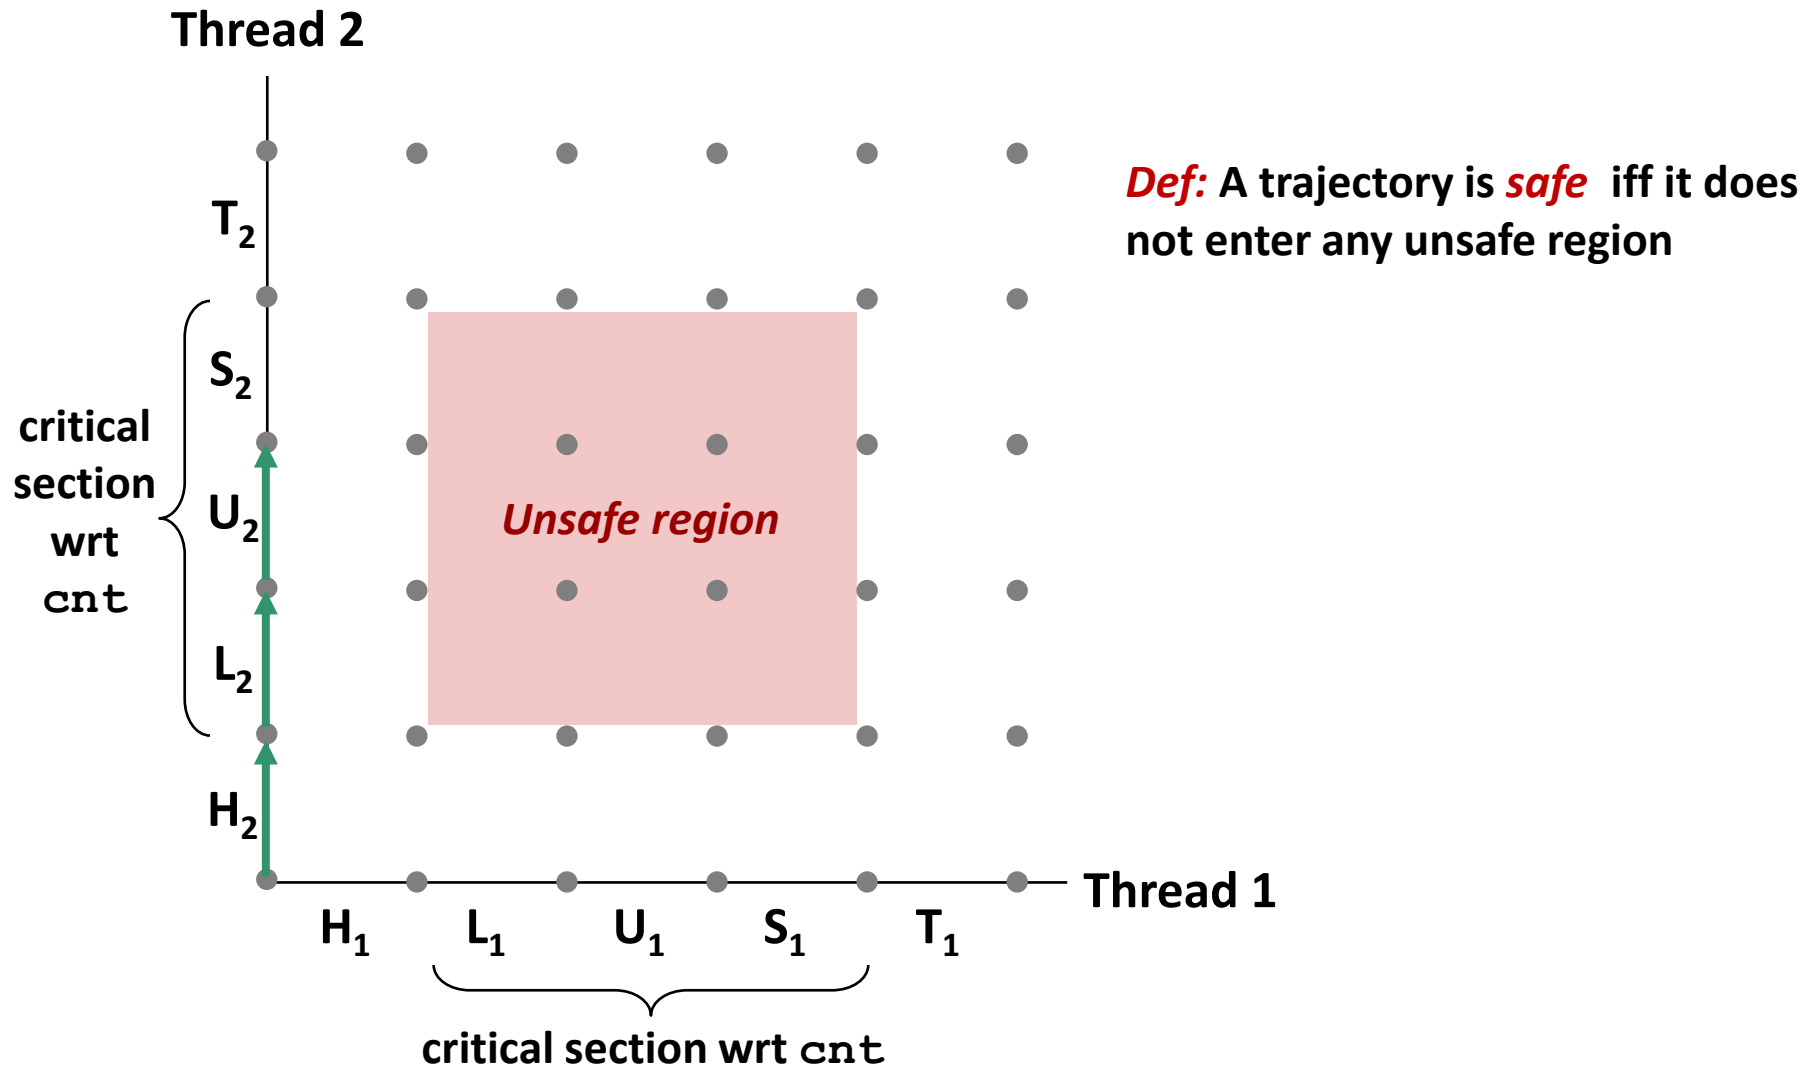 Thread 2
Def: A trajectory is safe iff it does
not enter any unsafe region
T₂
S₂
critical
section
wrt
cnt
U₂
Unsafe region
L₂
H₂
Thread 1
H₁ L₁ U₁ S₁ T₁
critical section wrt cnt